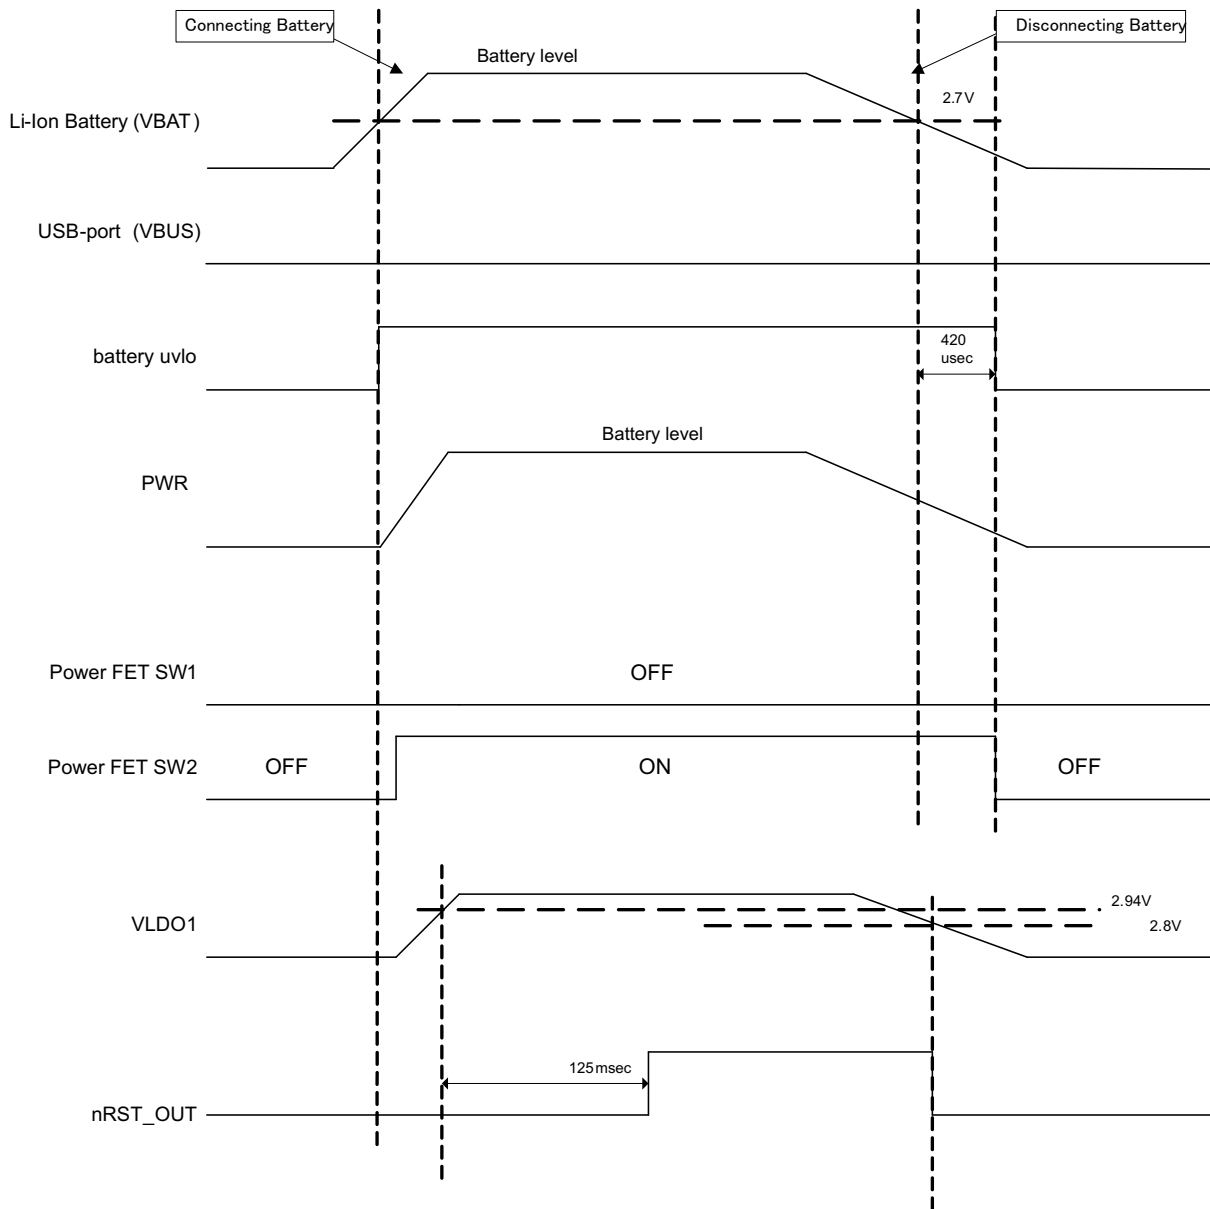 Connecting Battery
Disconnecting Battery
Battery level
2.7V
Li-Ion Battery (VBAT)
USB-port (VBUS)
battery uvlo
420
usec
Battery level
PWR
Power FET SW1
OFF
Power FET SW2
OFF
ON
OFF
2.94V
VLDO1
2.8V
125msec
nRST_OUT